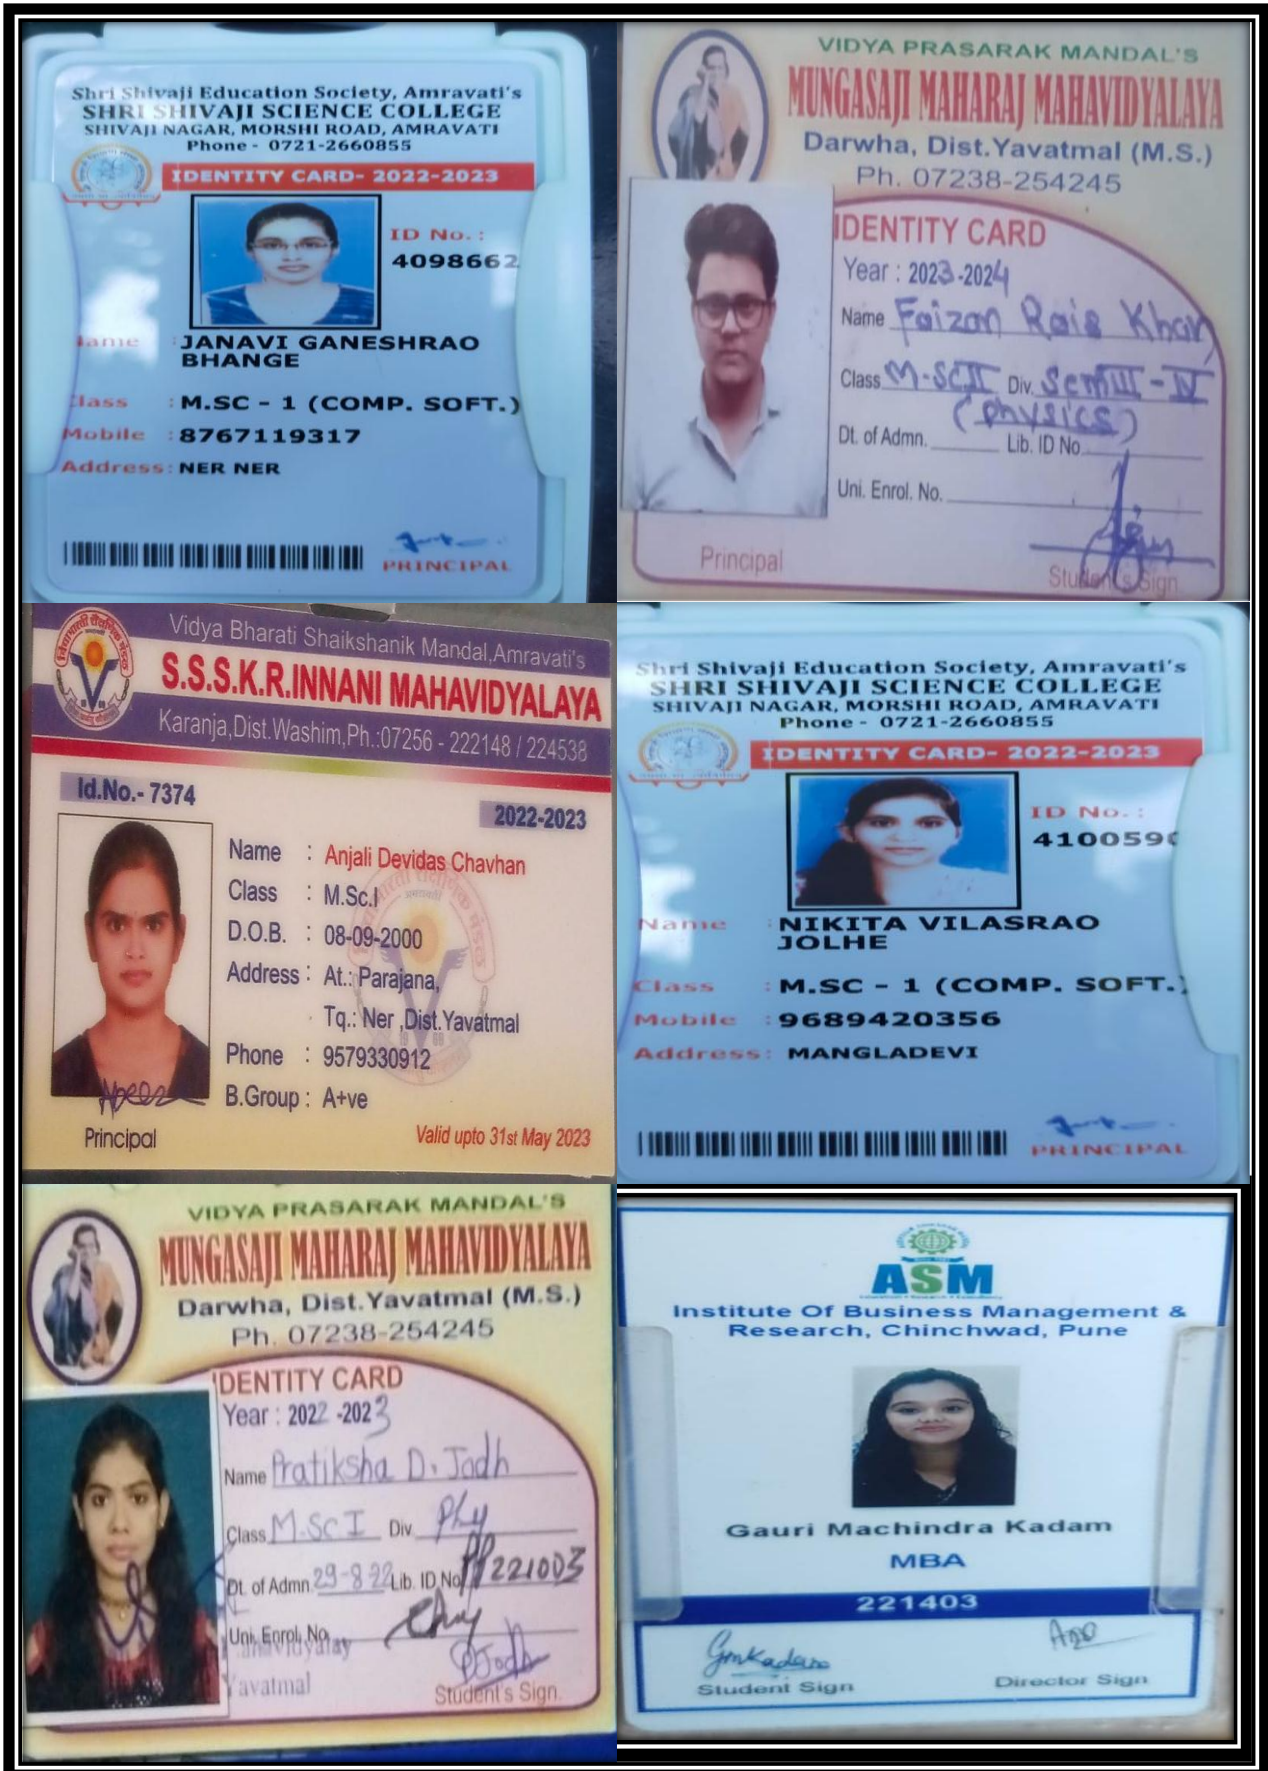 Shri Shivaji Education Society, Amravati's
SHRI SHIVAJI SCIENCE COLLEGE
SHIVAJI NAGAR, MORSHI ROAD, AMRAVATI
Phone - 0721-2660855
IDENTITY CARD- 2022-2023
ID No. :
4098662
Name : JANAVI GANESHRAO
BHANGE
Class : M.SC - 1 (COMP. SOFT.)
Mobile : 8767119317
Address : NER NER
PRINCIPAL
VIDYA PRASARAK MANDAL'S
MUNGASAJI MAHARAJ MAHAVIDYALAYA
Darwha, Dist.Yavatmal (M.S.)
Ph. 07238-254245
IDENTITY CARD
Year : 2023-2024
Name Faizan Rais Khan
Class M-SCII Div. Sem III - IV
(Physics)
Dt. of Admn. Lib. ID No.
Uni. Enrol. No.
Principal
Student's Sign
Vidya Bharati Shaikshanik Mandal,Amravati's
S.S.S.K.R.INNANI MAHAVIDYALAYA
Karanja,Dist.Washim,Ph.:07256 - 222148 / 224538
Id.No.- 7374
2022-2023
Name : Anjali Devidas Chavhan
Class : M.Sc.I
D.O.B. : 08-09-2000
Address : At.: Parajana,
Tq.: Ner ,Dist.Yavatmal
Phone : 9579330912
B.Group : A+ve
Principal
Valid upto 31st May 2023
Shri Shivaji Education Society, Amravati's
SHRI SHIVAJI SCIENCE COLLEGE
SHIVAJI NAGAR, MORSHI ROAD, AMRAVATI
Phone - 0721-2660855
IDENTITY CARD- 2022-2023
ID No. :
410059
Name : NIKITA VILASRAO
JOLHE
Class : M.SC - 1 (COMP. SOFT.)
Mobile : 9689420356
Address : MANGLADEVI
PRINCIPAL
VIDYA PRASARAK MANDAL'S
MUNGASAJI MAHARAJ MAHAVIDYALAYA
Darwha, Dist.Yavatmal (M.S.)
Ph. 07238-254245
IDENTITY CARD
Year : 2022 -2023
Name Pratiksha D. Jadh
Class M.Sc I Div. Phy
Dt. of Admn. 29-8-22 Lib. ID No. PP221003
Uni. Enrol. No.
Yavatmal
Student's Sign.
ASM
Institute Of Business Management &
Research, Chinchwad, Pune
Gauri Machindra Kadam
MBA
221403
Student Sign
Director Sign